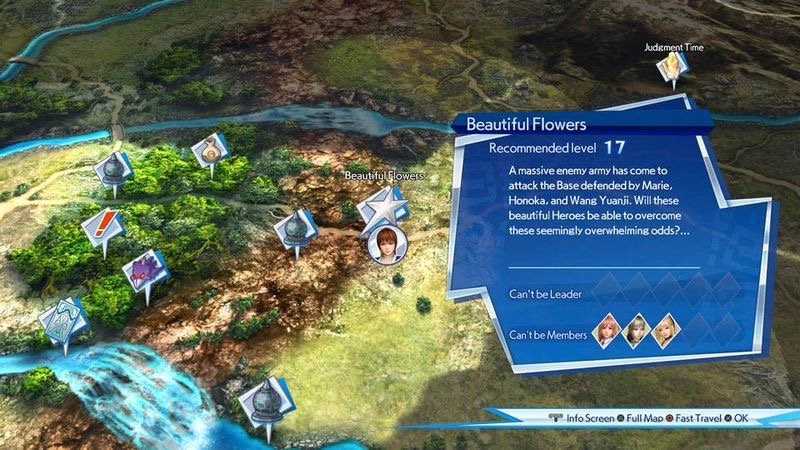 Judgment Time
Beautiful Flowers
Recommended level 17
Beautiful Flowers
A massive enemy army has come to
attack the Base defended by Marie,
Honoka, and Wang Yuanji. Will these
beautiful Heroes be able to overcome
these seemingly overwhelming odds?...
Can't be Leader
Can't be Members
Info Screen Full Map Fast Travel OK